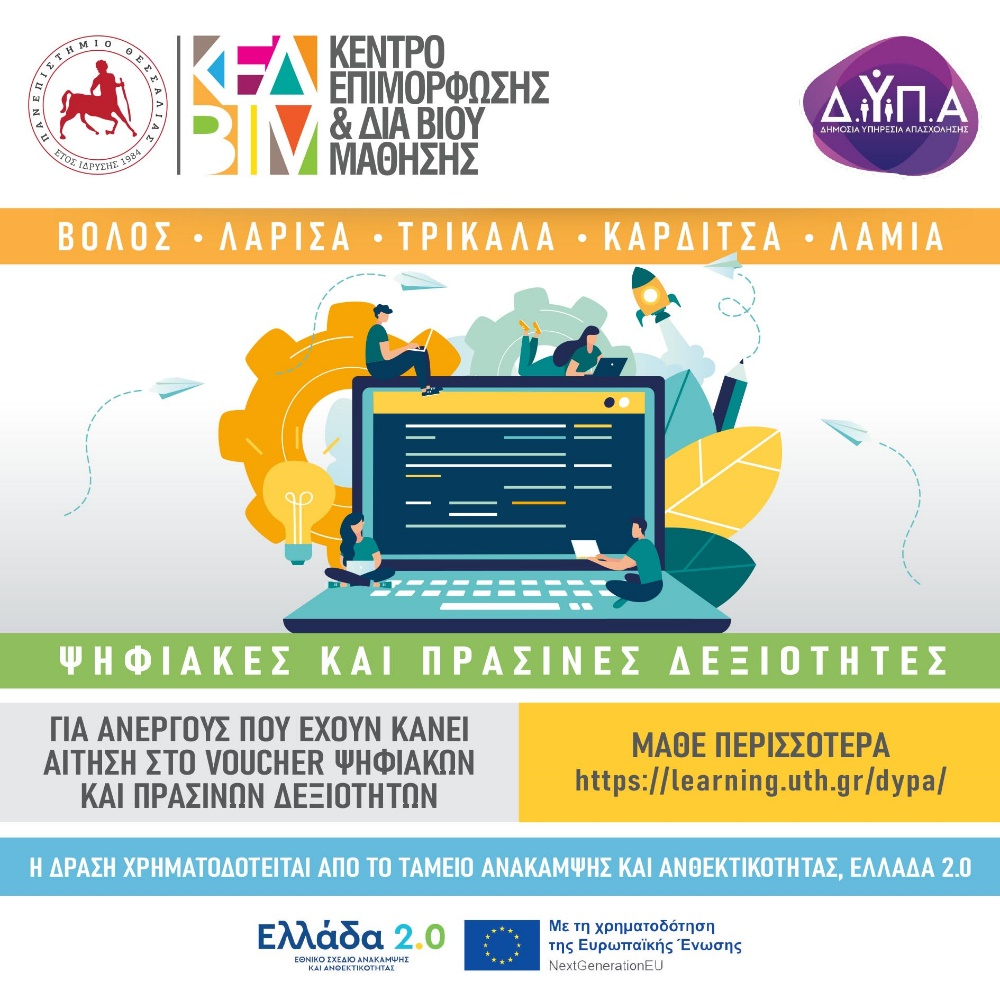 ΠΑΝΕΠΙΣΤΗΜΙΟ ΘΕΣΣΑΛΙΑΣ
ΕΤΟΣ ΙΔΡΥΣΗΣ 1984
ΚΕΔΙΒΙΜ
ΚΕΝΤΡΟ
ΕΠΙΜΟΡΦΩΣΗΣ
& ΔΙΑ ΒΙΟΥ
ΜΑΘΗΣΗΣ
Δ.ΥΠ.Α
ΔΗΜΟΣΙΑ ΥΠΗΡΕΣΙΑ ΑΠΑΣΧΟΛΗΣΗΣ
ΒΟΛΟΣ • ΛΑΡΙΣΑ • ΤΡΙΚΑΛΑ • ΚΑΡΔΙΤΣΑ • ΛΑΜΙΑ
ΨΗΦΙΑΚΕΣ ΚΑΙ ΠΡΑΣΙΝΕΣ ΔΕΞΙΟΤΗΤΕΣ
ΓΙΑ ΑΝΕΡΓΟΥΣ ΠΟΥ ΕΧΟΥΝ ΚΑΝΕΙ
ΑΙΤΗΣΗ ΣΤΟ VOUCHER ΨΗΦΙΑΚΩΝ
ΚΑΙ ΠΡΑΣΙΝΩΝ ΔΕΞΙΟΤΗΤΩΝ
ΜΑΘΕ ΠΕΡΙΣΣΟΤΕΡΑ
https://learning.uth.gr/dypa/
Η ΔΡΑΣΗ ΧΡΗΜΑΤΟΔΟΤΕΙΤΑΙ ΑΠΟ ΤΟ ΤΑΜΕΙΟ ΑΝΑΚΑΜΨΗΣ ΚΑΙ ΑΝΘΕΚΤΙΚΟΤΗΤΑΣ, ΕΛΛΑΔΑ 2.0
Ελλάδα 2.0
ΕΘΝΙΚΟ ΣΧΕΔΙΟ ΑΝΑΚΑΜΨΗΣ
ΚΑΙ ΑΝΘΕΚΤΙΚΟΤΗΤΑΣ
Με τη χρηματοδότηση
της Ευρωπαϊκής Ένωσης
NextGenerationEU